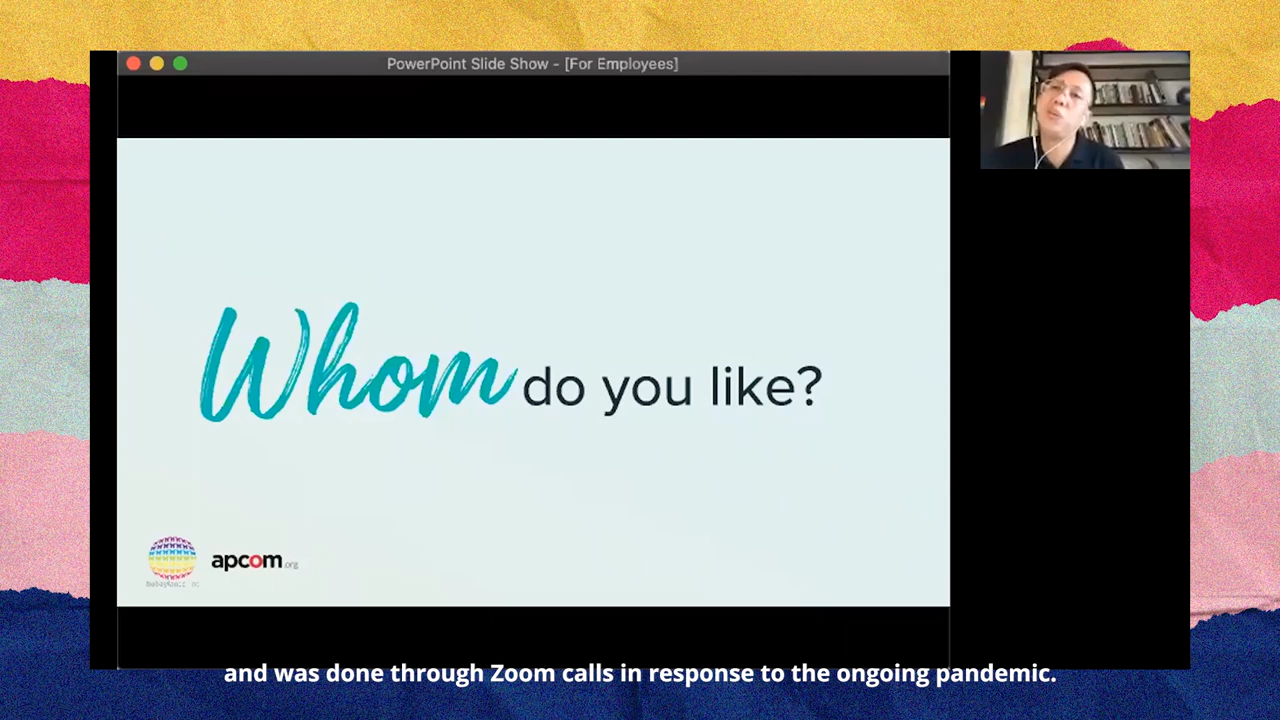 PowerPoint Slide Show - [For Employees]
Whom do you like?
apcom.org
and was done through Zoom calls in response to the ongoing pandemic.